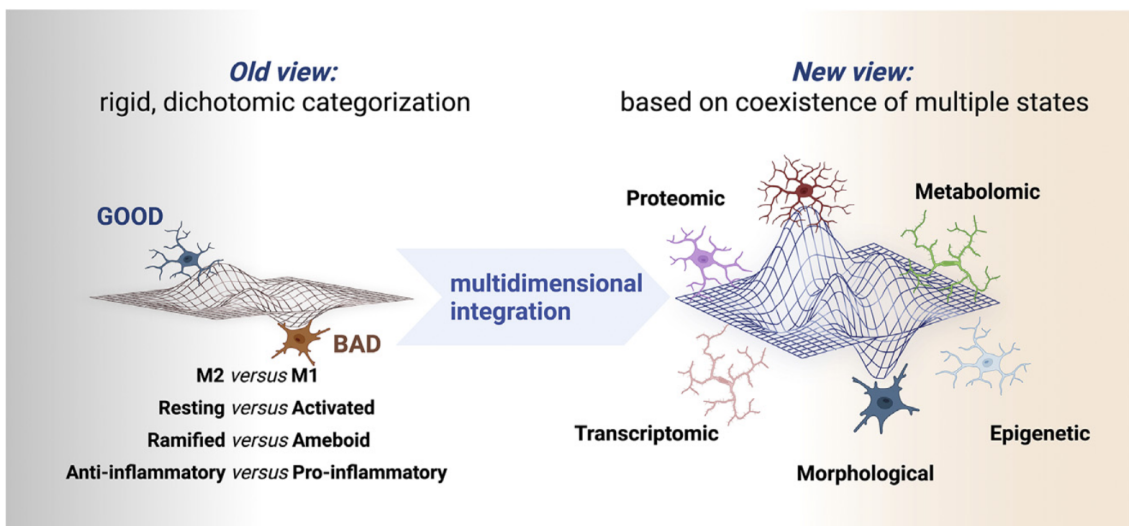 Old view:
rigid, dichotomic categorization
GOOD
BAD
M2 versus M1
Resting versus Activated
Ramified versus Ameboid
Anti-inflammatory versus Pro-inflammatory
multidimensional
integration
New view:
based on coexistence of multiple states
Proteomic
Metabolomic
Transcriptomic
Epigenetic
Morphological